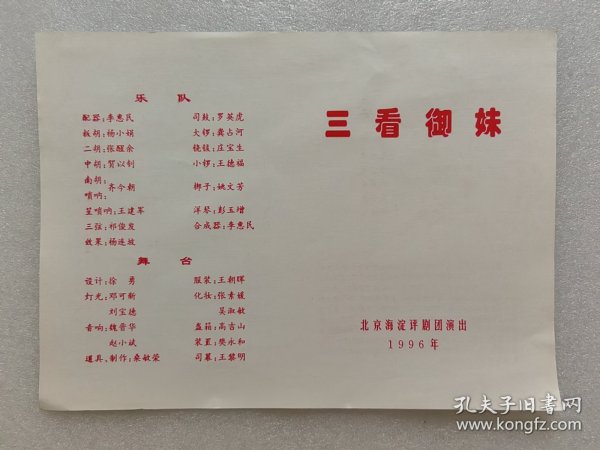 乐 队
配器:李惠民 司鼓:罗英虎
板胡:杨小娱 大锣:龚占河
二胡:张醒余 铙钹:庄宝生
中胡:贺以钊 小锣:王德福
南胡:
唢呐:齐今朝 梆子:姚文芳
笙唢呐:王建岑 洋琴:彭玉增
三弦:祁俊发 合成器:李惠民
效果:杨连坡
舞 台
设计:徐 勇 服装:王朝晖
灯光:邓可新 化妆:张素媛
刘宝德 吴淑敏
音响:魏晋华 盔箱:高吉山
赵小斌 装置:樊永和
道具、制作:栾敏荣 司幕:王黎明
三看御妹
北京海淀评剧团演出
1996年
孔夫子旧书网
www.kongfz.com